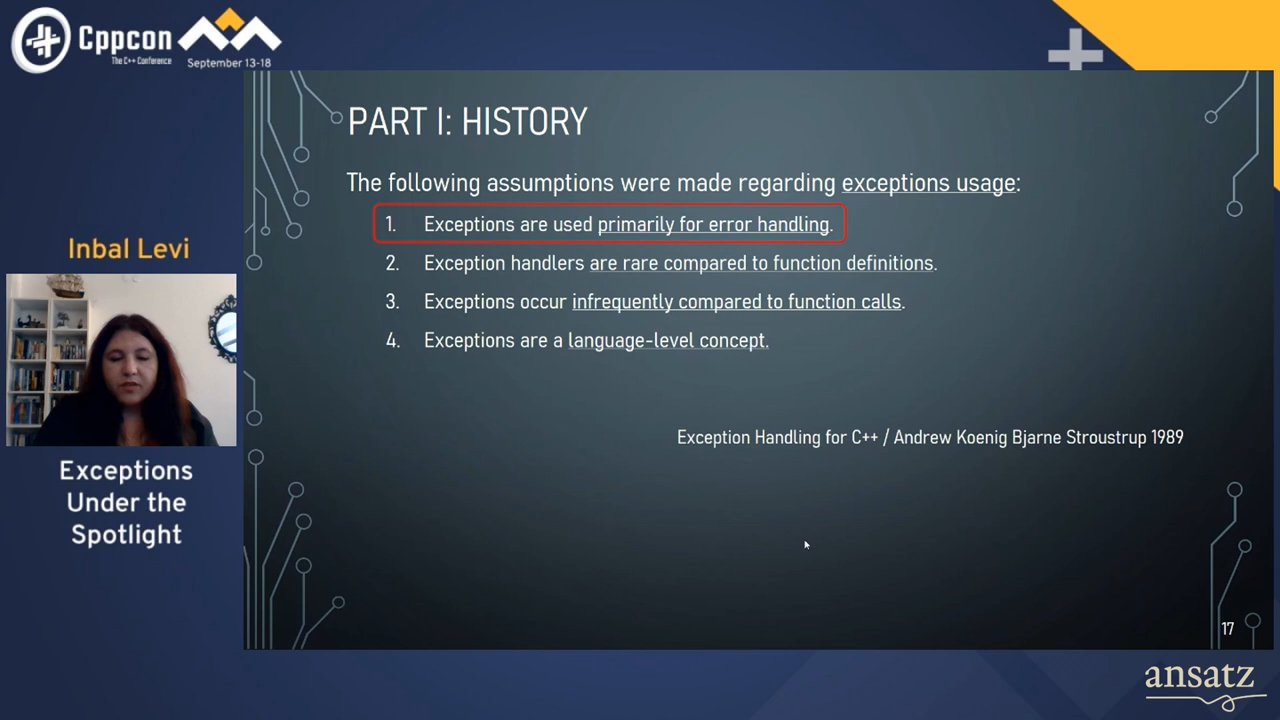 Cppcon
The C++ Conference
September 13-18
PART I: HISTORY
The following assumptions were made regarding exceptions usage:
1. Exceptions are used primarily for error handling.
2. Exception handlers are rare compared to function definitions.
3. Exceptions occur infrequently compared to function calls.
4. Exceptions are a language-level concept.
Exception Handling for C++ / Andrew Koenig Bjarne Stroustrup 1989
17
Inbal Levi
Exceptions
Under the
Spotlight
ansatz